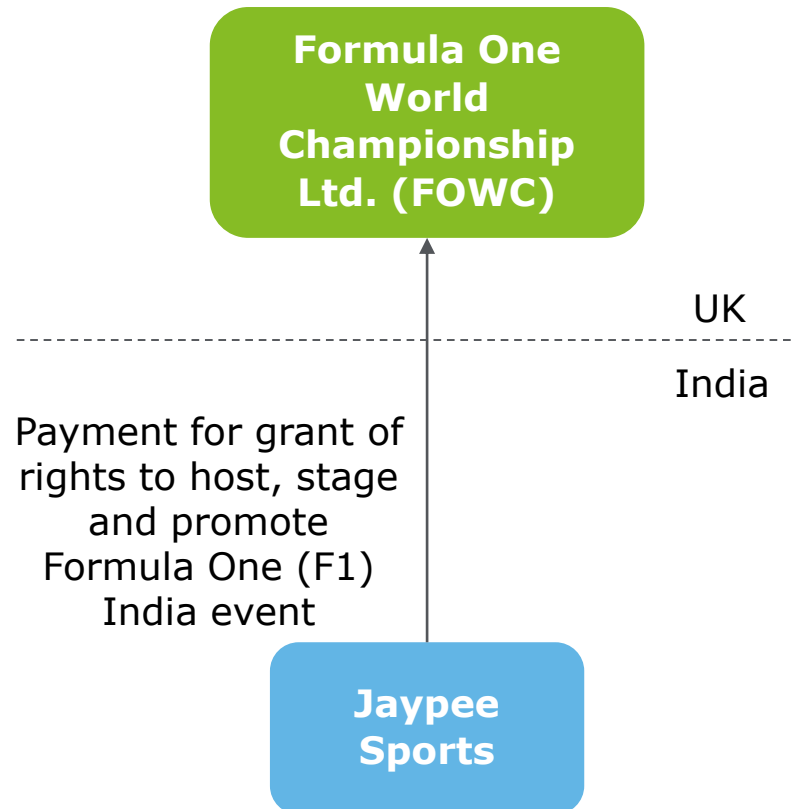 Formula One
World
Championship
Ltd. (FOWC)
UK
India
Payment for grant of
rights to host, stage
and promote
Formula One (F1)
India event
Jaypee
Sports